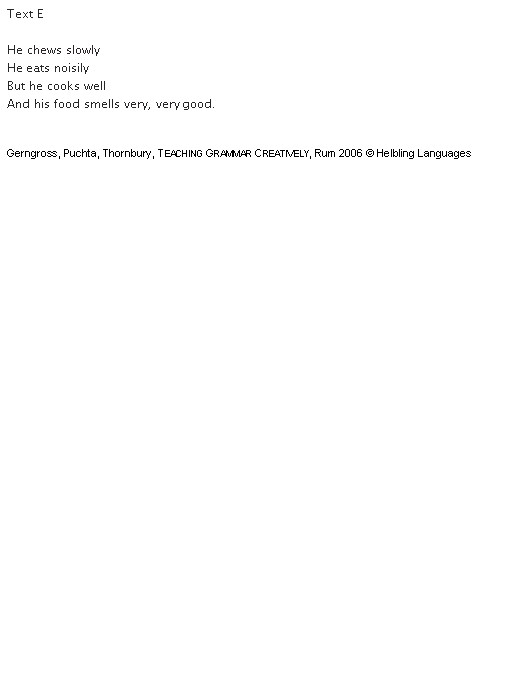 Text E
He chews slowly
He eats noisily
But he cooks well
And his food smells very, very good.
Gerngross, Puchta, Thornbury, TEACHING GRAMMAR CREATIVELY, Rum 2006 © Helbling Languages